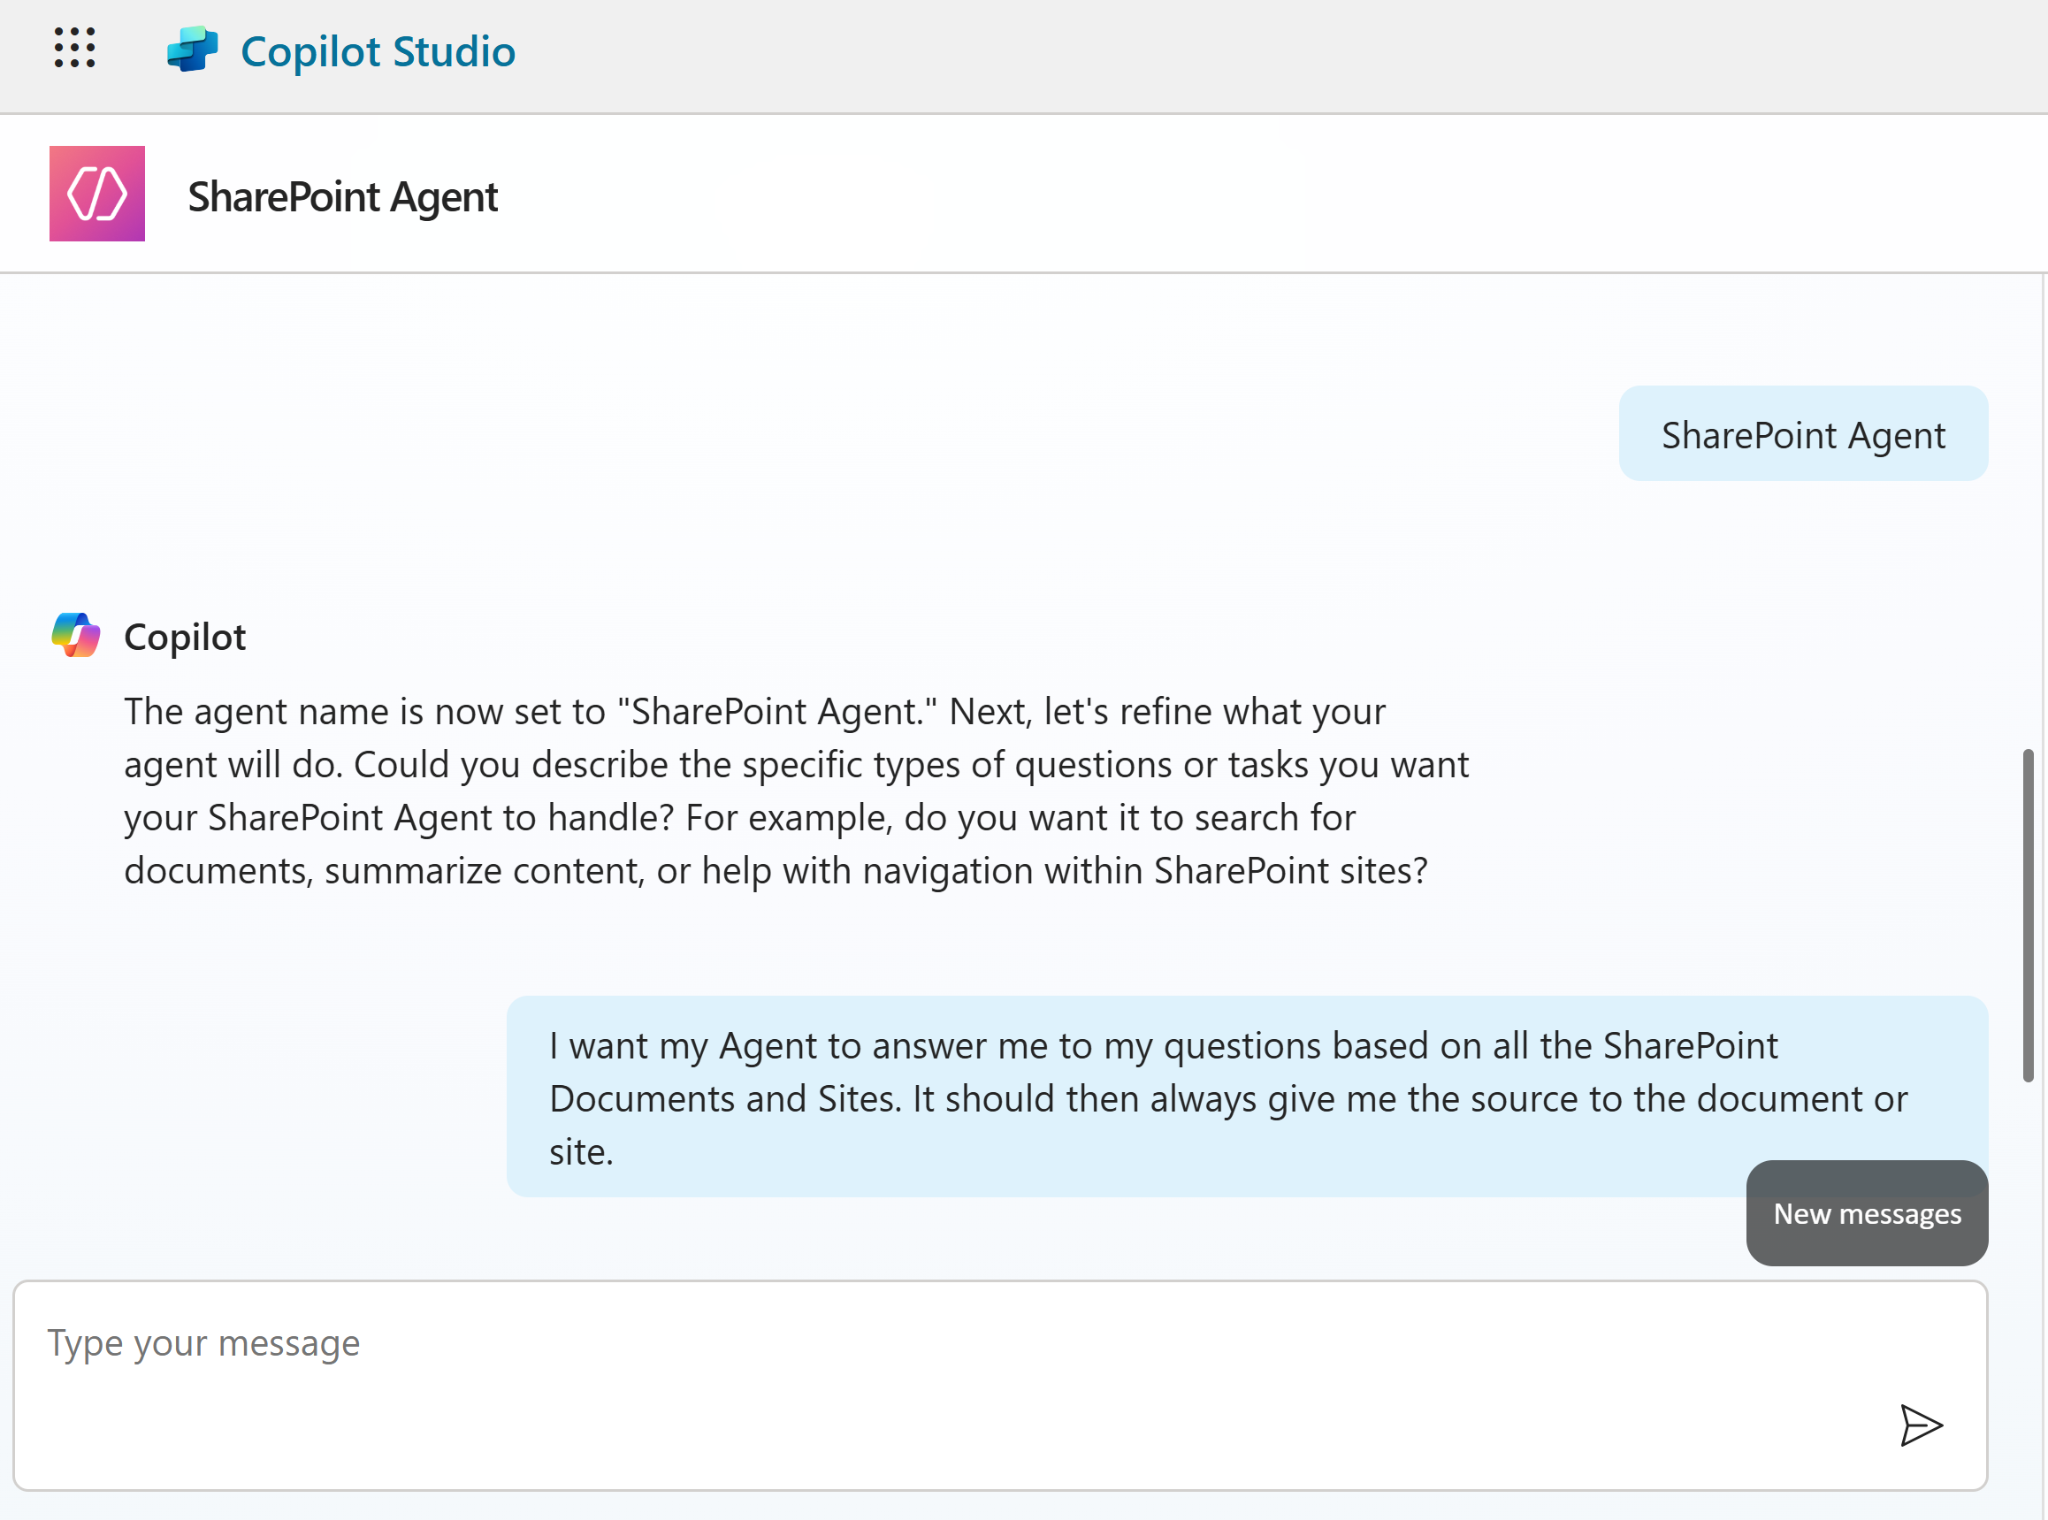 Copilot Studio
SharePoint Agent
SharePoint Agent
Copilot
The agent name is now set to "SharePoint Agent." Next, let's refine what your
agent will do. Could you describe the specific types of questions or tasks you want
your SharePoint Agent to handle? For example, do you want it to search for
documents, summarize content, or help with navigation within SharePoint sites?
I want my Agent to answer me to my questions based on all the SharePoint
Documents and Sites. It should then always give me the source to the document or
site.
New messages
Type your message